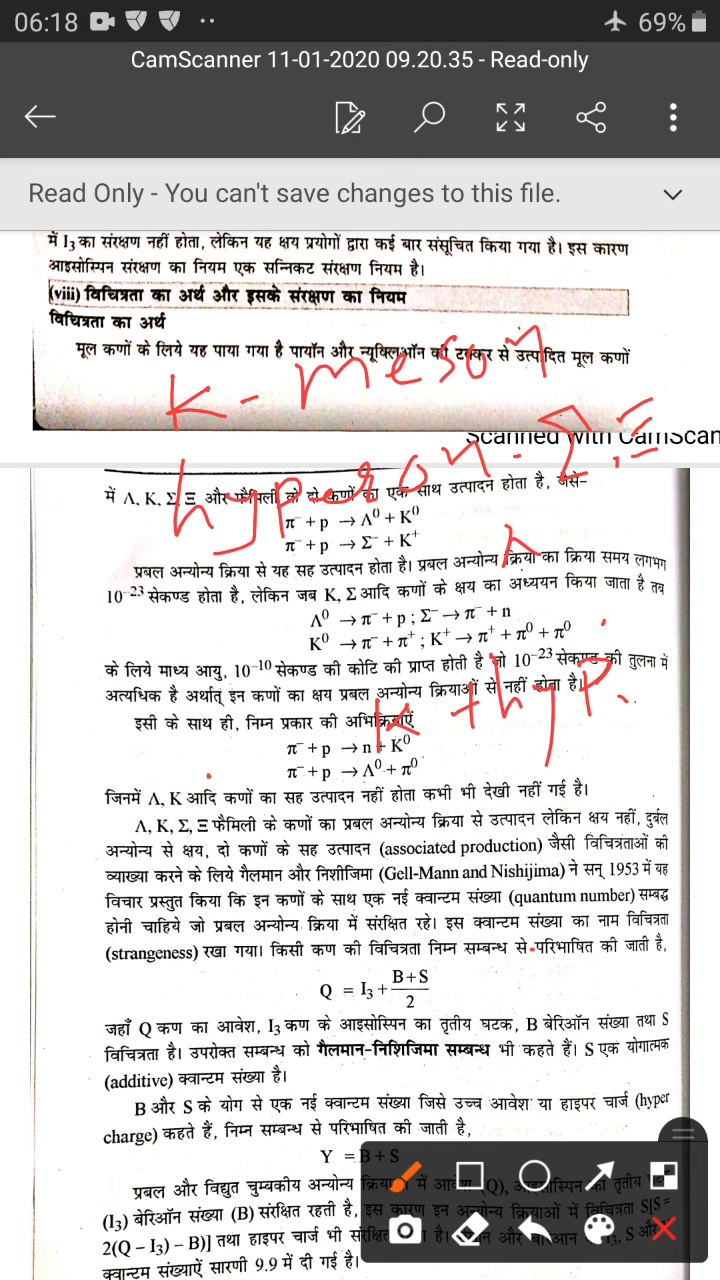 06:18
69%
CamScanner 11-01-2020 09.20.35 - Read-only
Read Only - You can't save changes to this file.
में I₃ का संरक्षण नहीं होता, लेकिन यह क्षय प्रयोगों द्वारा कई बार संसूचित किया गया है। इस कारण
आइसोस्पिन संरक्षण का नियम एक सन्निकट संरक्षण नियम है।
(viii) विचित्रता का अर्थ और इसके संरक्षण का नियम
विचित्रता का अर्थ
मूल कणों के लिये यह पाया गया है पायॉन और न्यूक्लिऑन की टक्कर से उत्पादित मूल कणों
K - meson
Scanned with CamScan
hyperon - Σ, Ξ
में Λ, K, Σ, Ξ और फैमिली के दो कणों का एक साथ उत्पादन होता है, जैसे-
π⁻ + p → Λ⁰ + K⁰
π⁻ + p → Σ⁻ + K⁺
Λ
प्रबल अन्योन्य क्रिया से यह सह उत्पादन होता है। प्रबल अन्योन्य क्रिया का क्रिया समय लगभग
10⁻²³ सेकण्ड होता है, लेकिन जब K, Σ आदि कणों के क्षय का अध्ययन किया जाता है तब
Λ⁰ → π⁻ + p ; Σ⁻ → π⁻ + n
K⁰ → π⁻ + π⁺ ; K⁺ → π⁺ + π⁰ + π⁰
के लिये माध्य आयु, 10⁻¹⁰ सेकण्ड की कोटि की प्राप्त होती है जो 10⁻²³ सेकण्ड की तुलना में
अत्यधिक है अर्थात् इन कणों का क्षय प्रबल अन्योन्य क्रियाओं से नहीं होता है।
K + hyp.
इसी के साथ ही, निम्न प्रकार की अभिक्रियाएं
π⁻ + p → n + K⁰
π⁻ + p → Λ⁰ + π⁰
जिनमें Λ, K आदि कणों का सह उत्पादन नहीं होता कभी भी देखी नहीं गई है।
Λ, K, Σ, Ξ फैमिली के कणों का प्रबल अन्योन्य क्रिया से उत्पादन लेकिन क्षय नहीं, दुर्बल
अन्योन्य से क्षय, दो कणों के सह उत्पादन (associated production) जैसी विचित्रताओं की
व्याख्या करने के लिये गैलमान और निशीजिमा (Gell-Mann and Nishijima) ने सन् 1953 में यह
विचार प्रस्तुत किया कि इन कणों के साथ एक नई क्वान्टम संख्या (quantum number) सम्बद्ध
होनी चाहिये जो प्रबल अन्योन्य क्रिया में संरक्षित रहे। इस क्वान्टम संख्या का नाम विचित्रता
(strangeness) रखा गया। किसी कण की विचित्रता निम्न सम्बन्ध से परिभाषित की जाती है,
Q = I₃ + B+S
2
जहाँ Q कण का आवेश, I₃ कण के आइसोस्पिन का तृतीय घटक, B बेरिऑन संख्या तथा S
विचित्रता है। उपरोक्त सम्बन्ध को गैलमान-निशिजिमा सम्बन्ध भी कहते हैं। S एक योगात्मक
(additive) क्वान्टम संख्या है।
B और S के योग से एक नई क्वान्टम संख्या जिसे उच्च आवेश या हाइपर चार्ज (hyper
charge) कहते हैं, निम्न सम्बन्ध से परिभाषित की जाती है,
Y = B + S
प्रबल और विद्युत चुम्बकीय अन्योन्य क्रिया में आवेश (Q), आइसोस्पिन का तृतीय
(I₃) बेरिऑन संख्या (B) संरक्षित रहती है, इस कारण इन अन्योन्य क्रियाओं में विचित्रता S[S =
2(Q – I₃) – B)] तथा हाइपर चार्ज भी संरक्षित है। और S और
क्वान्टम संख्याएँ सारणी 9.9 में दी गई है।